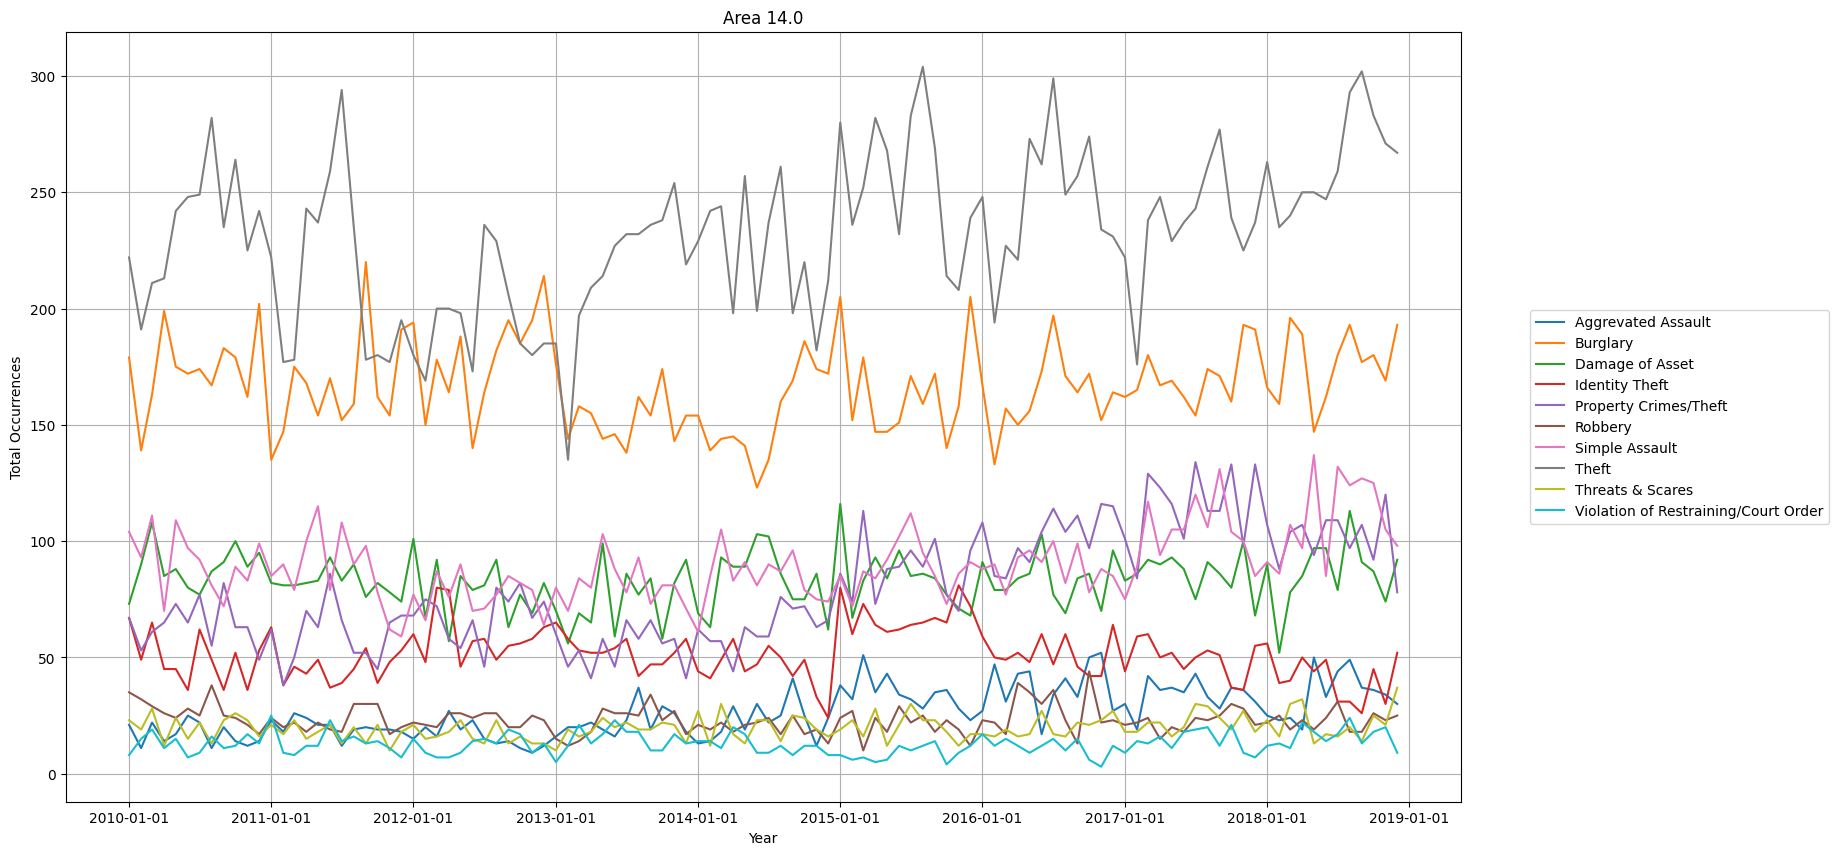 Area 14.0
300
250
200
150
100
50
0
Total Occurrences
2010-01-01
2011-01-01
2012-01-01
2013-01-01
2014-01-01
2015-01-01
2016-01-01
2017-01-01
2018-01-01
2019-01-01
Year
Aggrevated Assault
Burglary
Damage of Asset
Identity Theft
Property Crimes/Theft
Robbery
Simple Assault
Theft
Threats & Scares
Violation of Restraining/Court Order